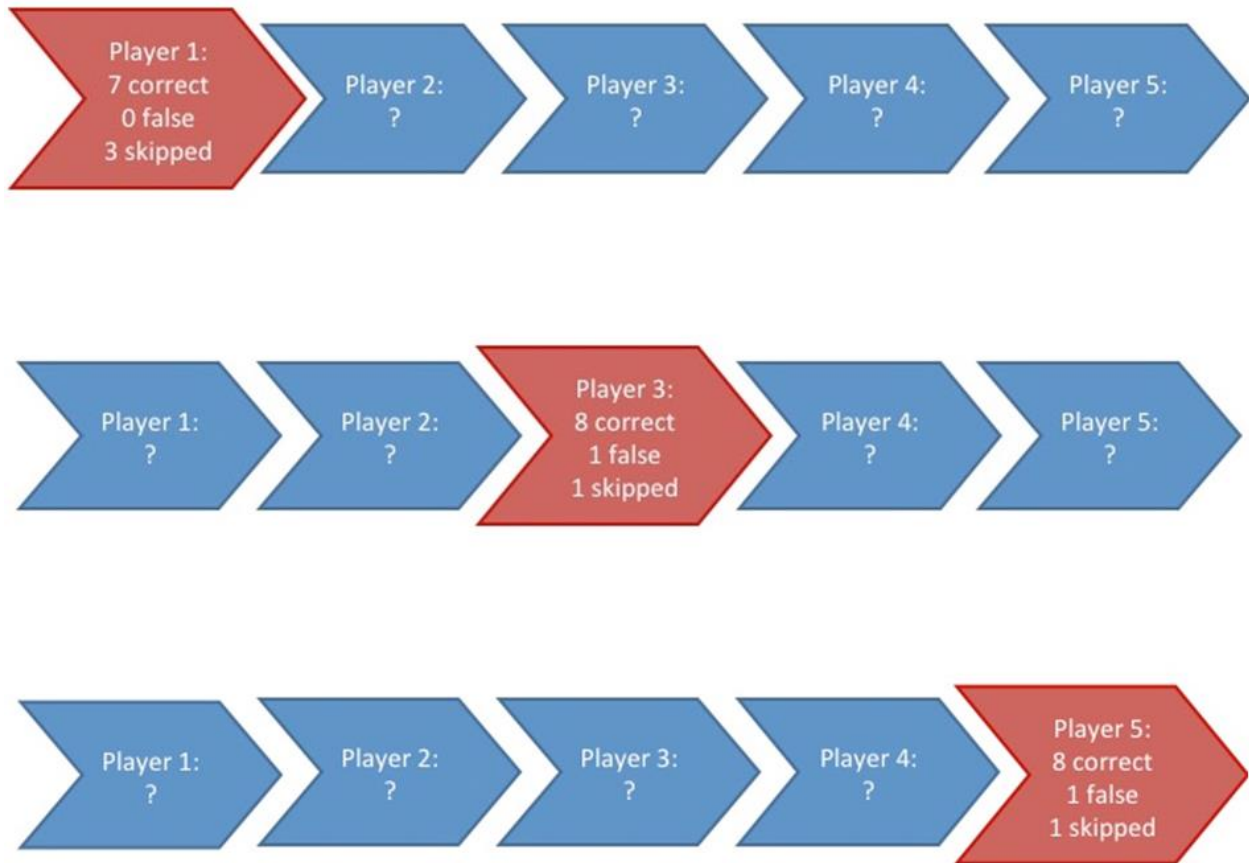 Player 1:
7 correct
0 false
3 skipped
Player 2:
?
Player 3:
?
Player 4:
?
Player 5:
?
Player 1:
?
Player 2:
?
Player 3:
8 correct
1 false
1 skipped
Player 4:
?
Player 5:
?
Player 1:
?
Player 2:
?
Player 3:
?
Player 4:
?
Player 5:
8 correct
1 false
1 skipped